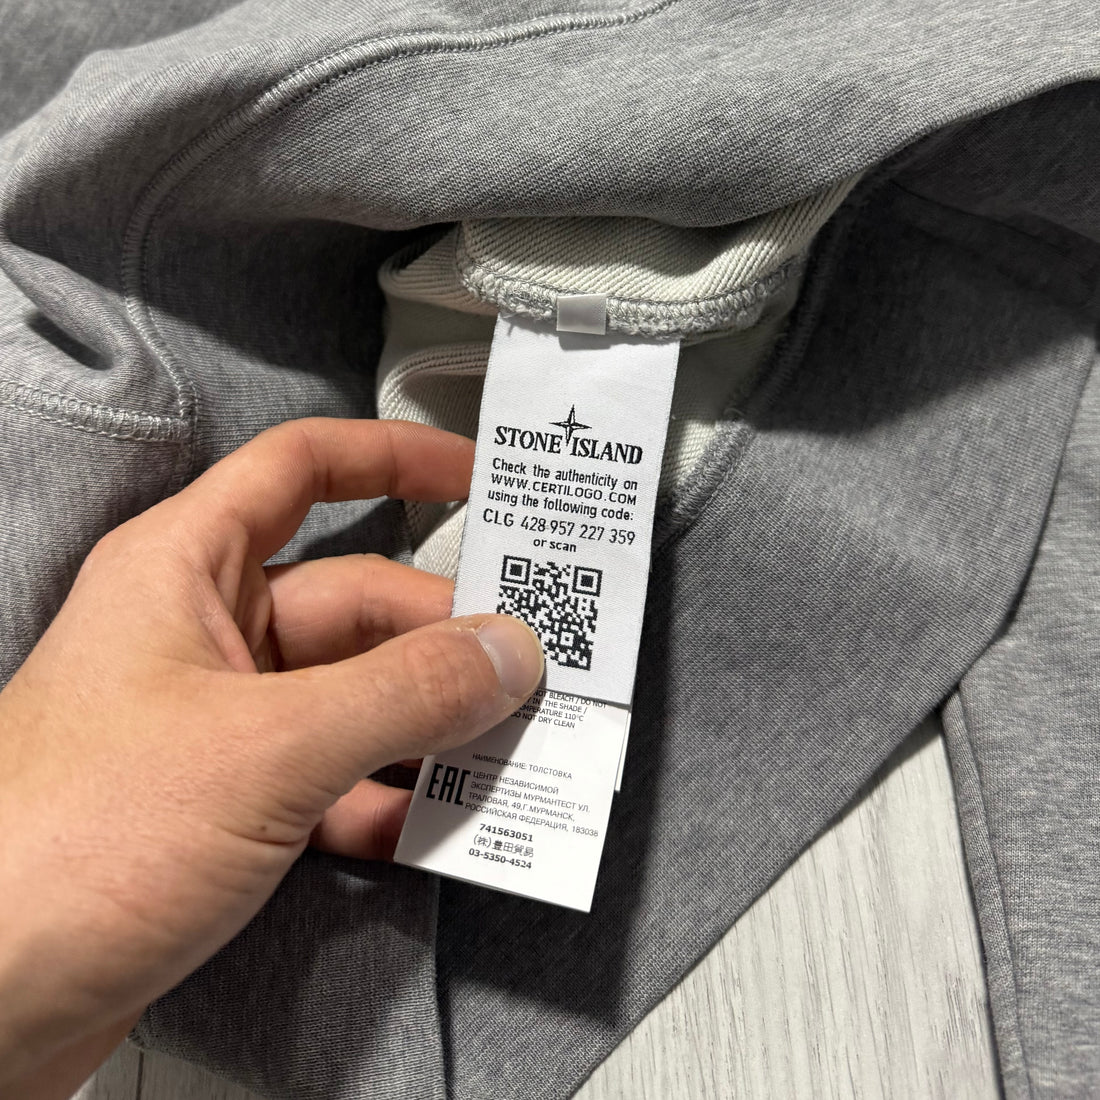 STONE ISLAND
Check the authenticity on
WWW.CERTILOGO.COM
using the following code:
CLG 428 957 227 359
or scan
NOT BLEACH / DO NOT
IN THE SHADE /
TEMPERATURE 110°C
DO NOT DRY CLEAN
НАИМЕНОВАНИЕ: ТОЛСТОВКА
EAC
ЦЕНТР НЕЗАВИСИМОЙ
ЭКСПЕРТИЗЫ МУРМАНТЕСТ УЛ.
ТРАЛОВАЯ, 49,Г.МУРМАНСК,
РОССИЙСКАЯ ФЕДЕРАЦИЯ, 183038
741563051
(株)豊田貿易
03-5350-4524